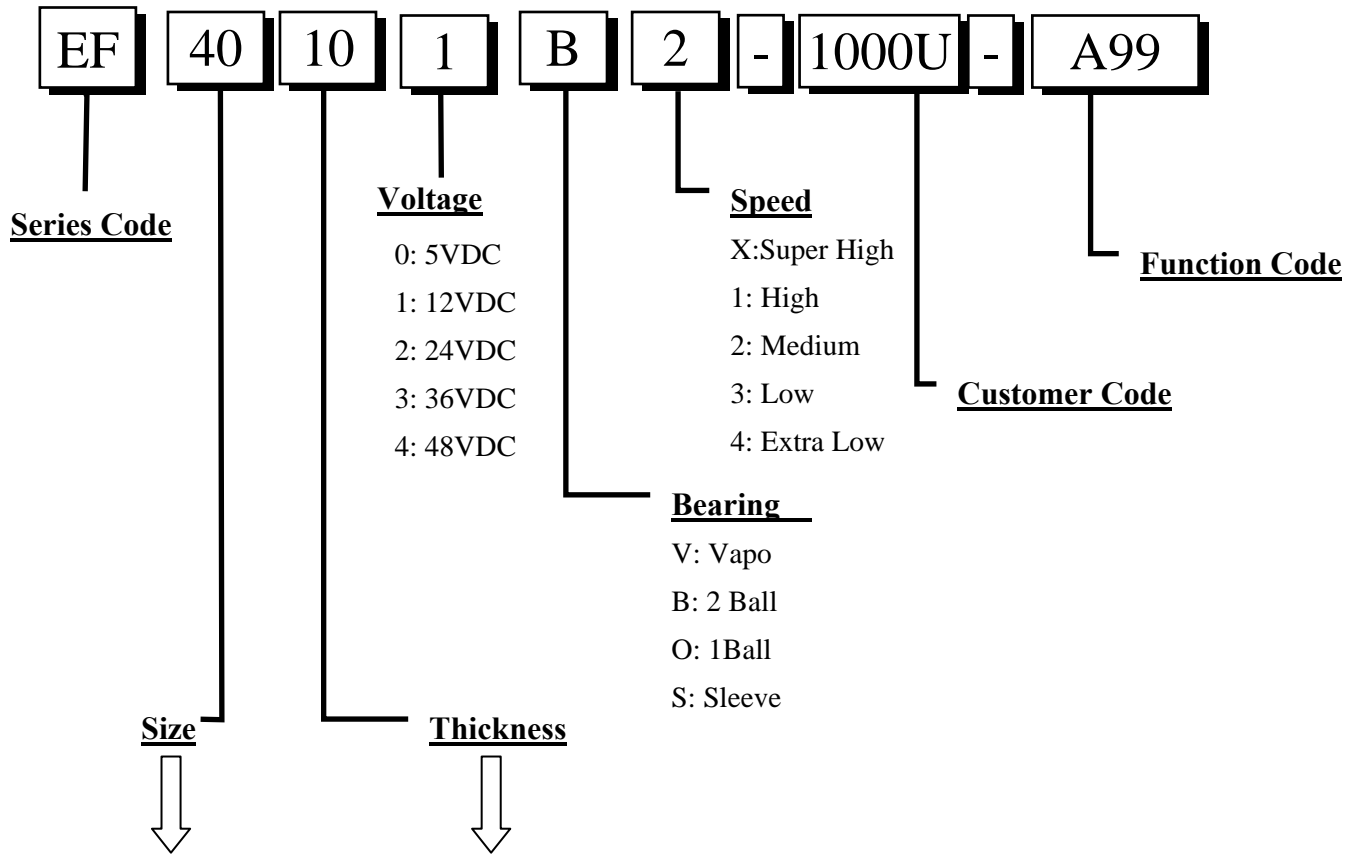 EF 40 10 1 B 2 - 1000U - A99
Series Code
Voltage
0: 5VDC
1: 12VDC
2: 24VDC
3: 36VDC
4: 48VDC
Speed
X:Super High
1: High
2: Medium
3: Low
4: Extra Low
Function Code
Customer Code
Bearing
V: Vapo
B: 2 Ball
O: 1Ball
S: Sleeve
Size
Thickness